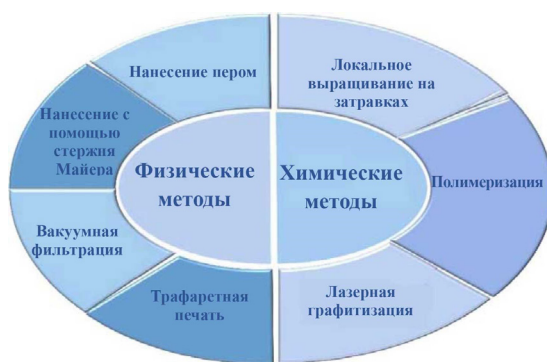 Нанесение пером
Локальное
выращивание на
затравках
Нанесение с
помощью
стержня
Майера
Физические
методы
Химические
методы
Полимеризация
Вакуумная
фильтрация
Трафаретная
печать
Лазерная
графитизация